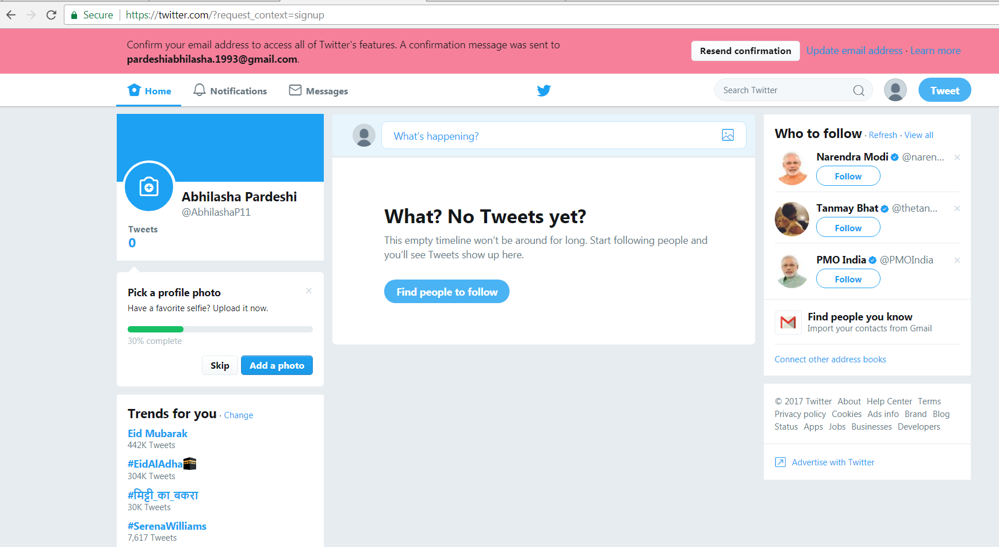 Secure
https://twitter.com/?request_context=signup
Confirm your email address to access all of Twitter's features. A confirmation message was sent to
pardeshiabhilasha.1993@gmail.com.
Resend confirmation
Update email address · Learn more
Home
Notifications
Messages
Search Twitter
Tweet
Abhilasha Pardeshi
@AbhilashaP11
Tweets
0
Pick a profile photo
Have a favorite selfie? Upload it now.
30% complete
Skip
Add a photo
Trends for you · Change
Eid Mubarak
442K Tweets
#EidAlAdha
304K Tweets
#मिट्टी_का_बकरा
30K Tweets
#SerenaWilliams
7,617 Tweets
What's happening?
What? No Tweets yet?
This empty timeline won't be around for long. Start following people and
you'll see Tweets show up here.
Find people to follow
Who to follow · Refresh · View all
Narendra Modi @naren...
Follow
Tanmay Bhat @thetan...
Follow
PMO India @PMOIndia
Follow
Find people you know
Import your contacts from Gmail
Connect other address books
© 2017 Twitter About Help Center Terms
Privacy policy Cookies Ads info Brand Blog
Status Apps Jobs Businesses Developers
Advertise with Twitter